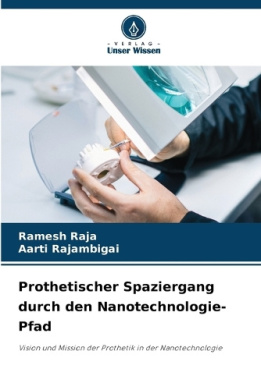 - VERLAG -
Unser Wissen
Ramesh Raja
Aarti Rajambigai
Prothetischer Spaziergang
durch den Nanotechnologie-
Pfad
Vision und Mission der Prothetik in der Nanotechnologie